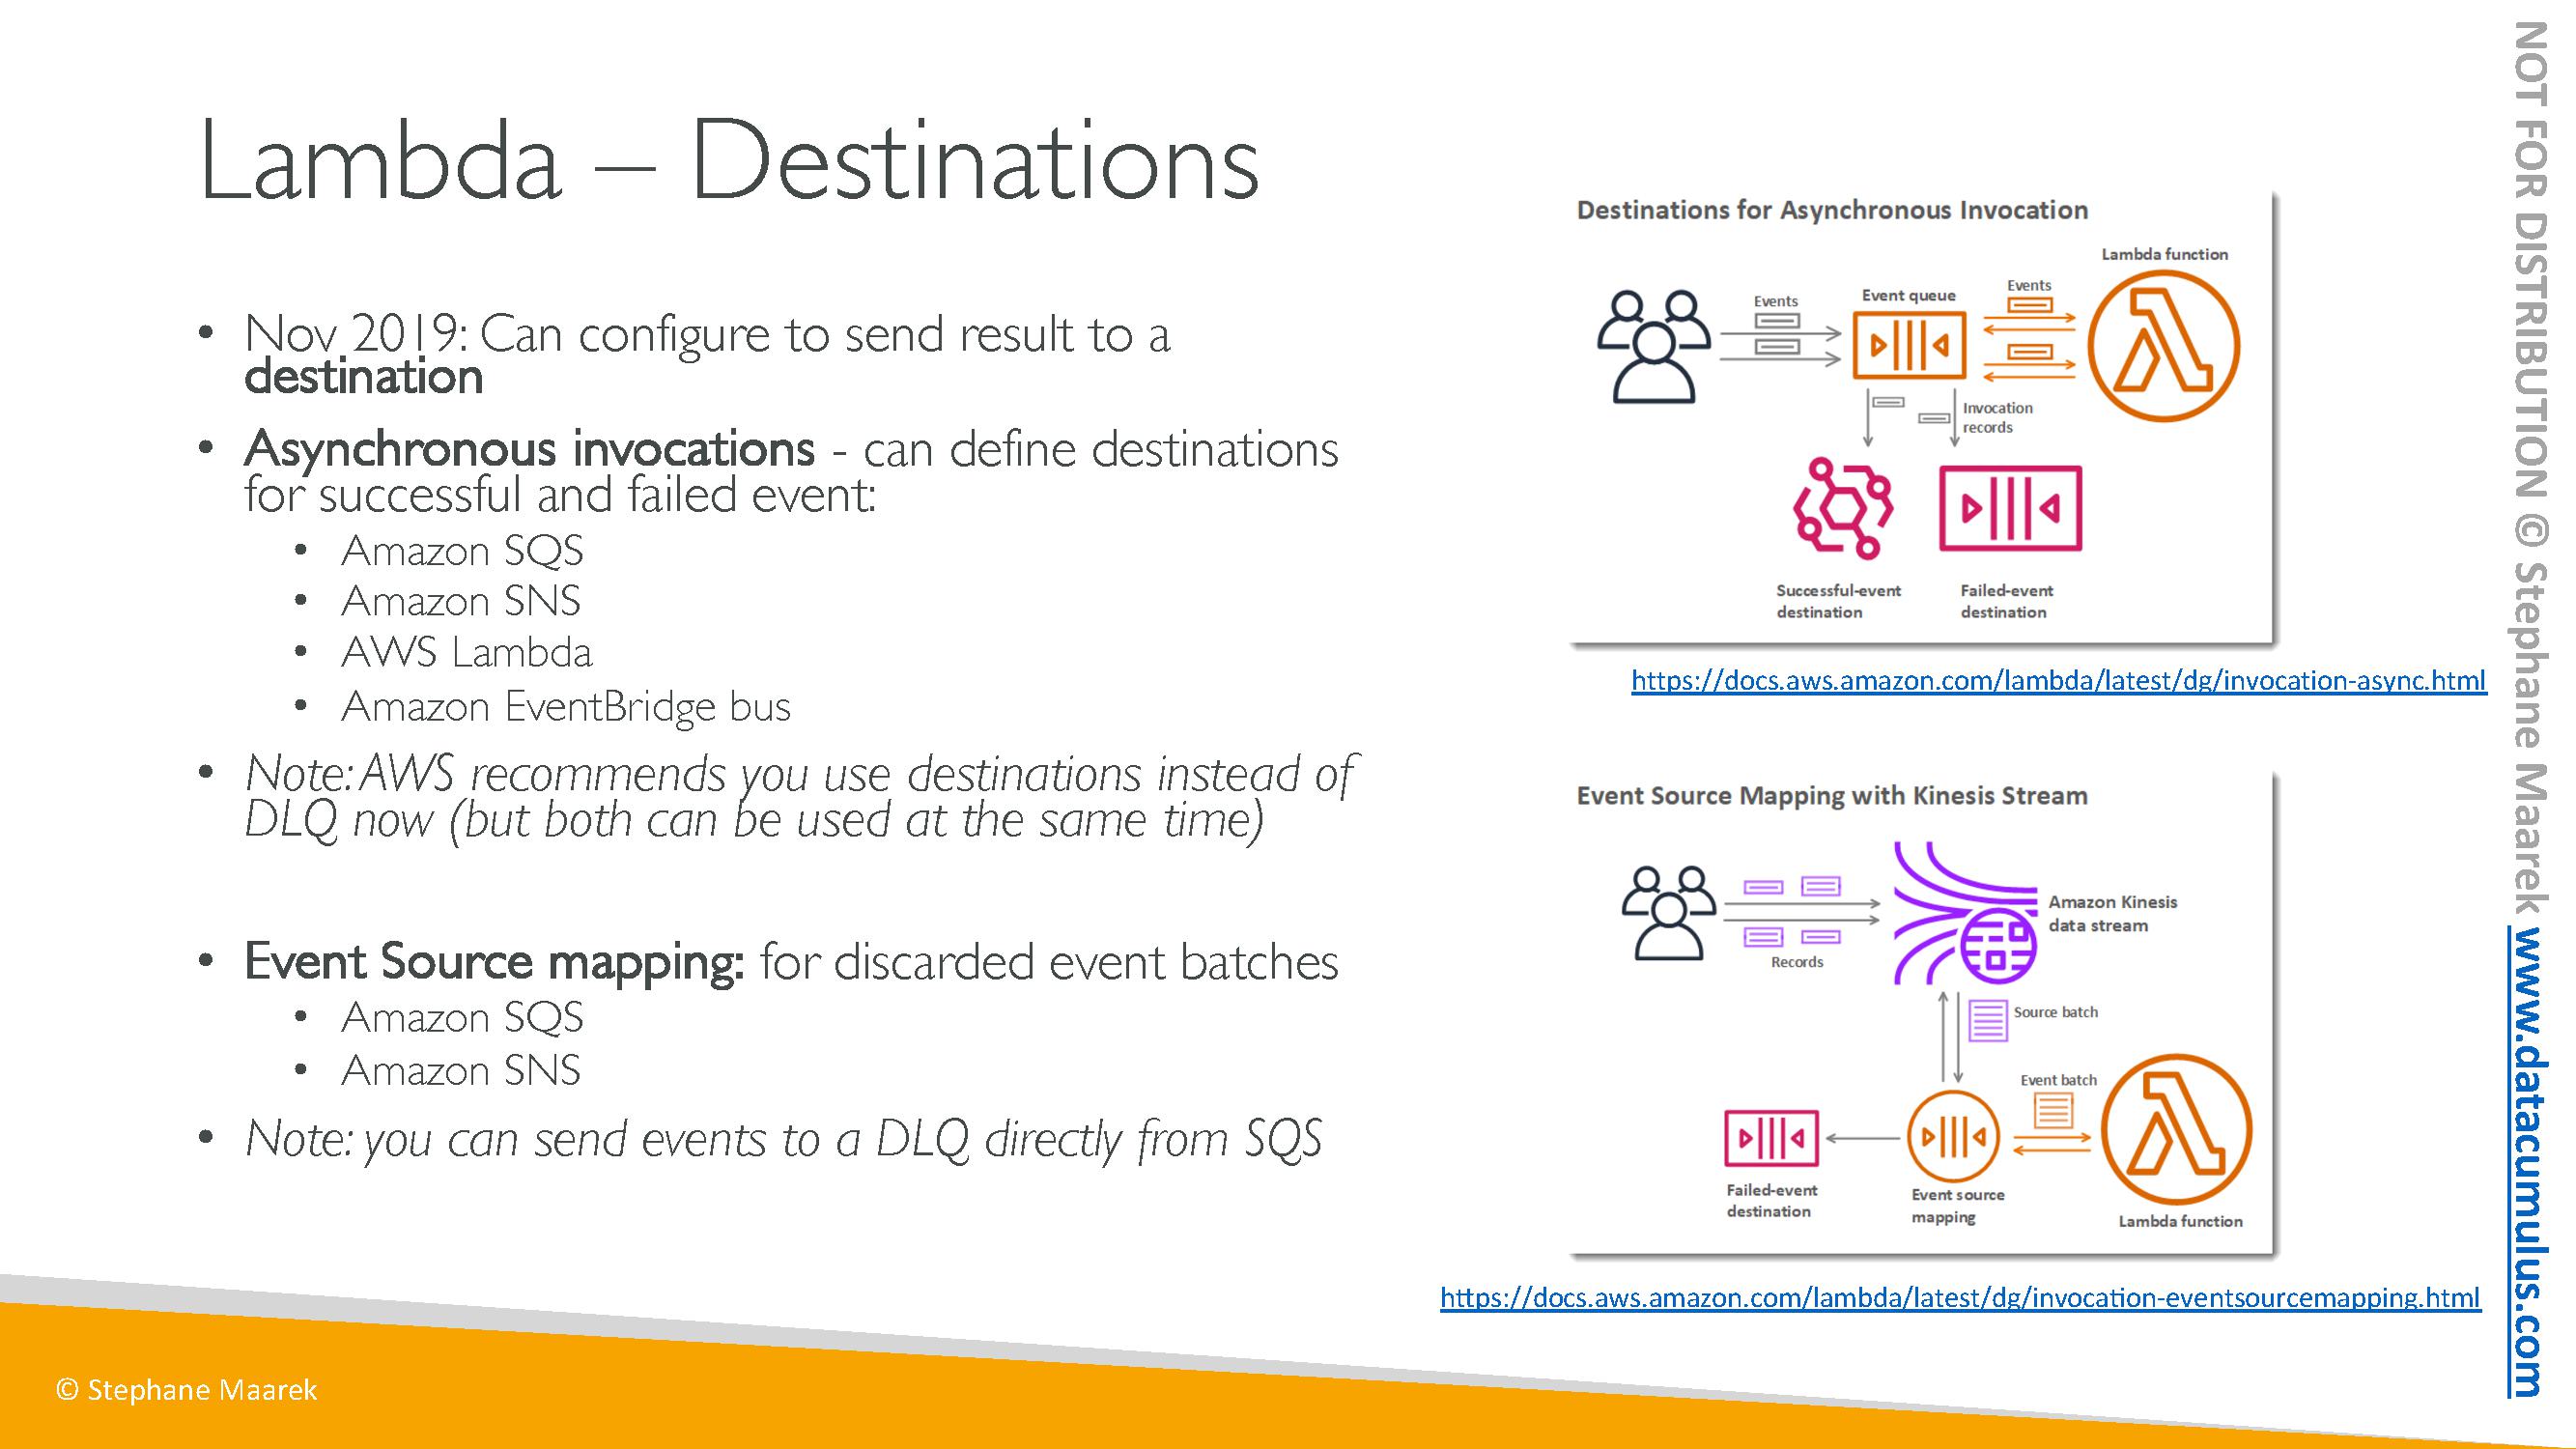 Lambda – Destinations
• Nov 2019: Can configure to send result to a
destination
• Asynchronous invocations - can define destinations
for successful and failed event:
• Amazon SQS
• Amazon SNS
• AWS Lambda
• Amazon EventBridge bus
• Note: AWS recommends you use destinations instead of
DLQ now (but both can be used at the same time)
• Event Source mapping: for discarded event batches
• Amazon SQS
• Amazon SNS
• Note: you can send events to a DLQ directly from SQS
Destinations for Asynchronous Invocation
Lambda function
Events
Event queue
Events
Invocation
records
Successful-event
destination
Failed-event
destination
https://docs.aws.amazon.com/lambda/latest/dg/invocation-async.html
Event Source Mapping with Kinesis Stream
Amazon Kinesis
data stream
Records
Source batch
Event batch
Failed-event
destination
Event source
mapping
Lambda function
https://docs.aws.amazon.com/lambda/latest/dg/invocation-eventsourcemapping.html
© Stephane Maarek
NOT FOR DISTRIBUTION © Stephane Maarek www.datacumulus.com